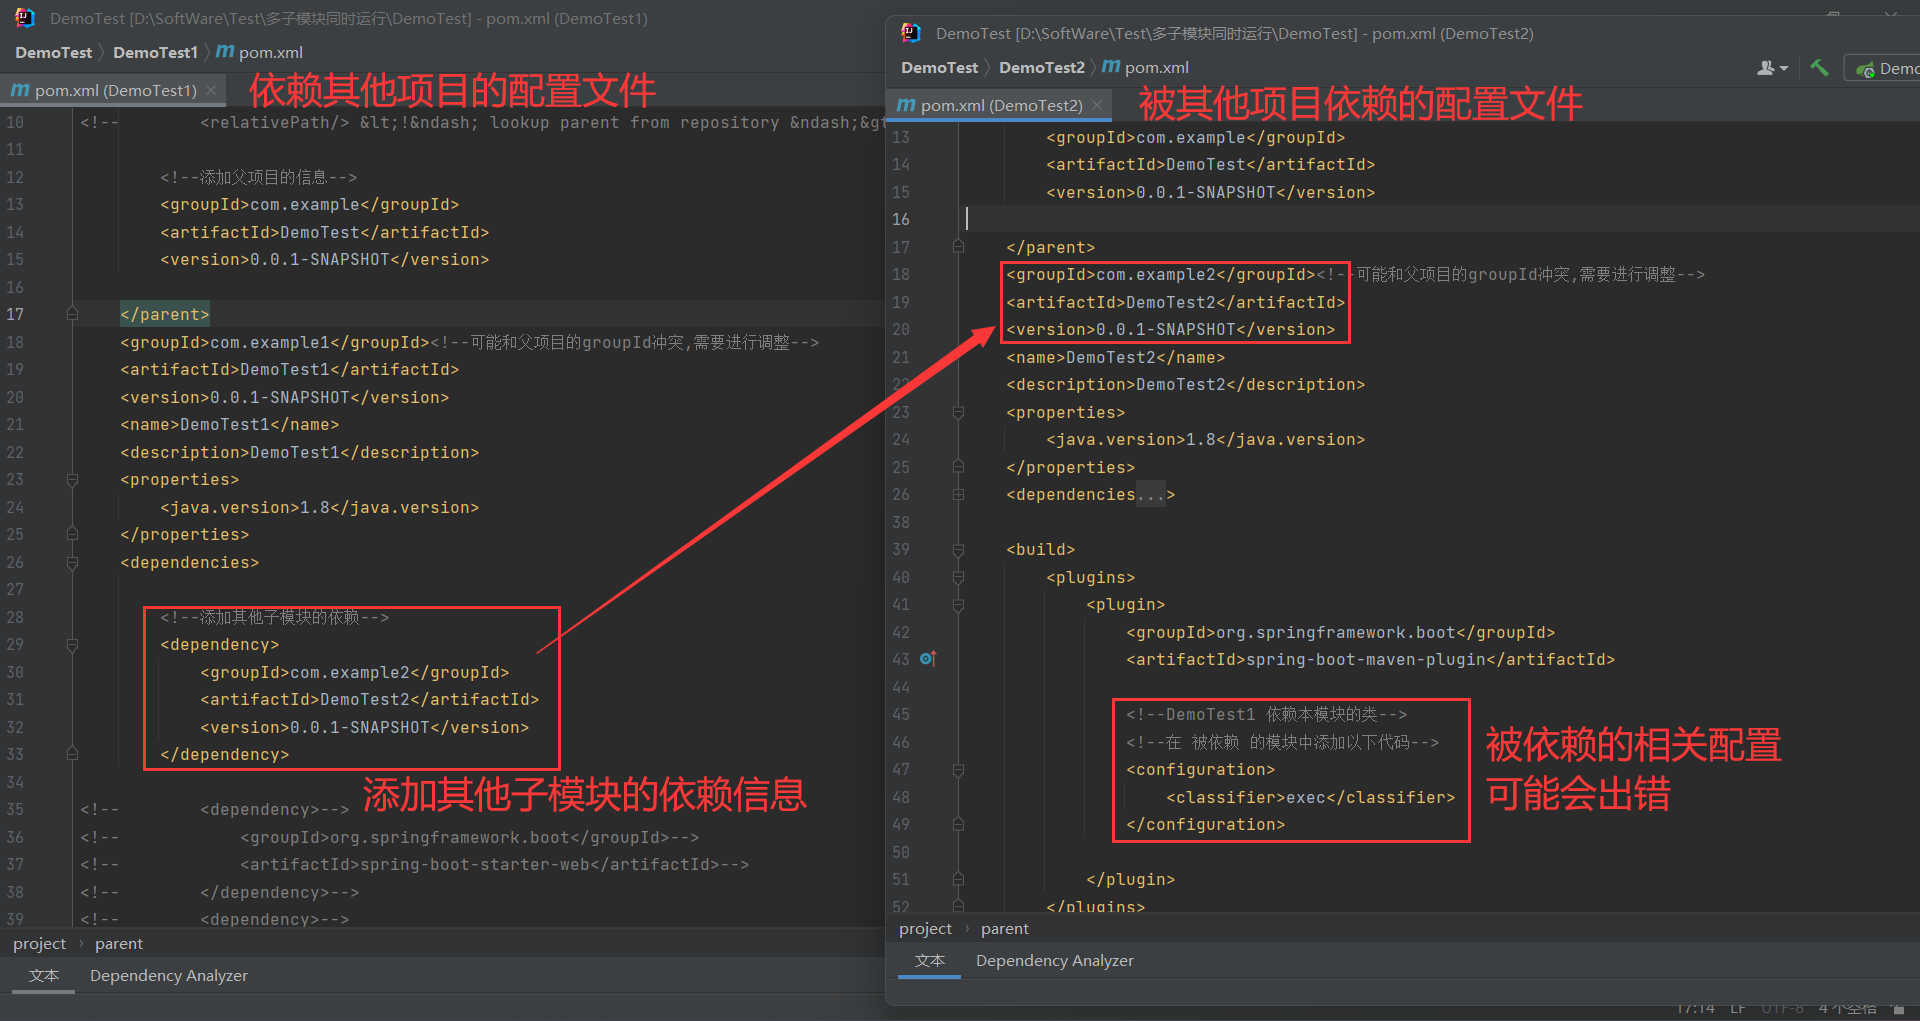 DemoTest [D:\SoftWare\Test\多子模块同时运行\DemoTest] - pom.xml (DemoTest1)
DemoTest
DemoTest1
pom.xml
pom.xml (DemoTest1)
依赖其他项目的配置文件
10 <!-- <relativePath/> &lt;!&ndash; lookup parent from repository &ndash;&gt
11
12 <!--添加父项目的信息-->
13 <groupId>com.example</groupId>
14 <artifactId>DemoTest</artifactId>
15 <version>0.0.1-SNAPSHOT</version>
16
17 </parent>
18 <groupId>com.example1</groupId><!--可能和父项目的groupId冲突,需要进行调整-->
19 <artifactId>DemoTest1</artifactId>
20 <version>0.0.1-SNAPSHOT</version>
21 <name>DemoTest1</name>
22 <description>DemoTest1</description>
23 <properties>
24 <java.version>1.8</java.version>
25 </properties>
26 <dependencies>
27
28 <!--添加其他子模块的依赖-->
29 <dependency>
30 <groupId>com.example2</groupId>
31 <artifactId>DemoTest2</artifactId>
32 <version>0.0.1-SNAPSHOT</version>
33 </dependency>
34
添加其他子模块的依赖信息
35 <!-- <dependency>-->
36 <!-- <groupId>org.springframework.boot</groupId>-->
37 <!-- <artifactId>spring-boot-starter-web</artifactId>-->
38 <!-- </dependency>-->
39 <!-- <dependency>-->
project
parent
文本
Dependency Analyzer
DemoTest [D:\SoftWare\Test\多子模块同时运行\DemoTest] - pom.xml (DemoTest2)
DemoTest
DemoTest2
pom.xml
Demo
pom.xml (DemoTest2)
被其他项目依赖的配置文件
13 <groupId>com.example</groupId>
14 <artifactId>DemoTest</artifactId>
15 <version>0.0.1-SNAPSHOT</version>
16
17 </parent>
18 <groupId>com.example2</groupId><!--可能和父项目的groupId冲突,需要进行调整-->
19 <artifactId>DemoTest2</artifactId>
20 <version>0.0.1-SNAPSHOT</version>
21 <name>DemoTest2</name>
22 <description>DemoTest2</description>
23 <properties>
24 <java.version>1.8</java.version>
25 </properties>
26 <dependencies...>
38
39 <build>
40 <plugins>
41 <plugin>
42 <groupId>org.springframework.boot</groupId>
43 <artifactId>spring-boot-maven-plugin</artifactId>
44
45 <!--DemoTest1 依赖本模块的类-->
46 <!--在 被依赖 的模块中添加以下代码-->
47 <configuration>
48 <classifier>exec</classifier>
49 </configuration>
50
51 </plugin>
52 </plugins>
被依赖的相关配置
可能会出错
project
parent
文本
Dependency Analyzer
17:14 LF UTF-8 4 个空格